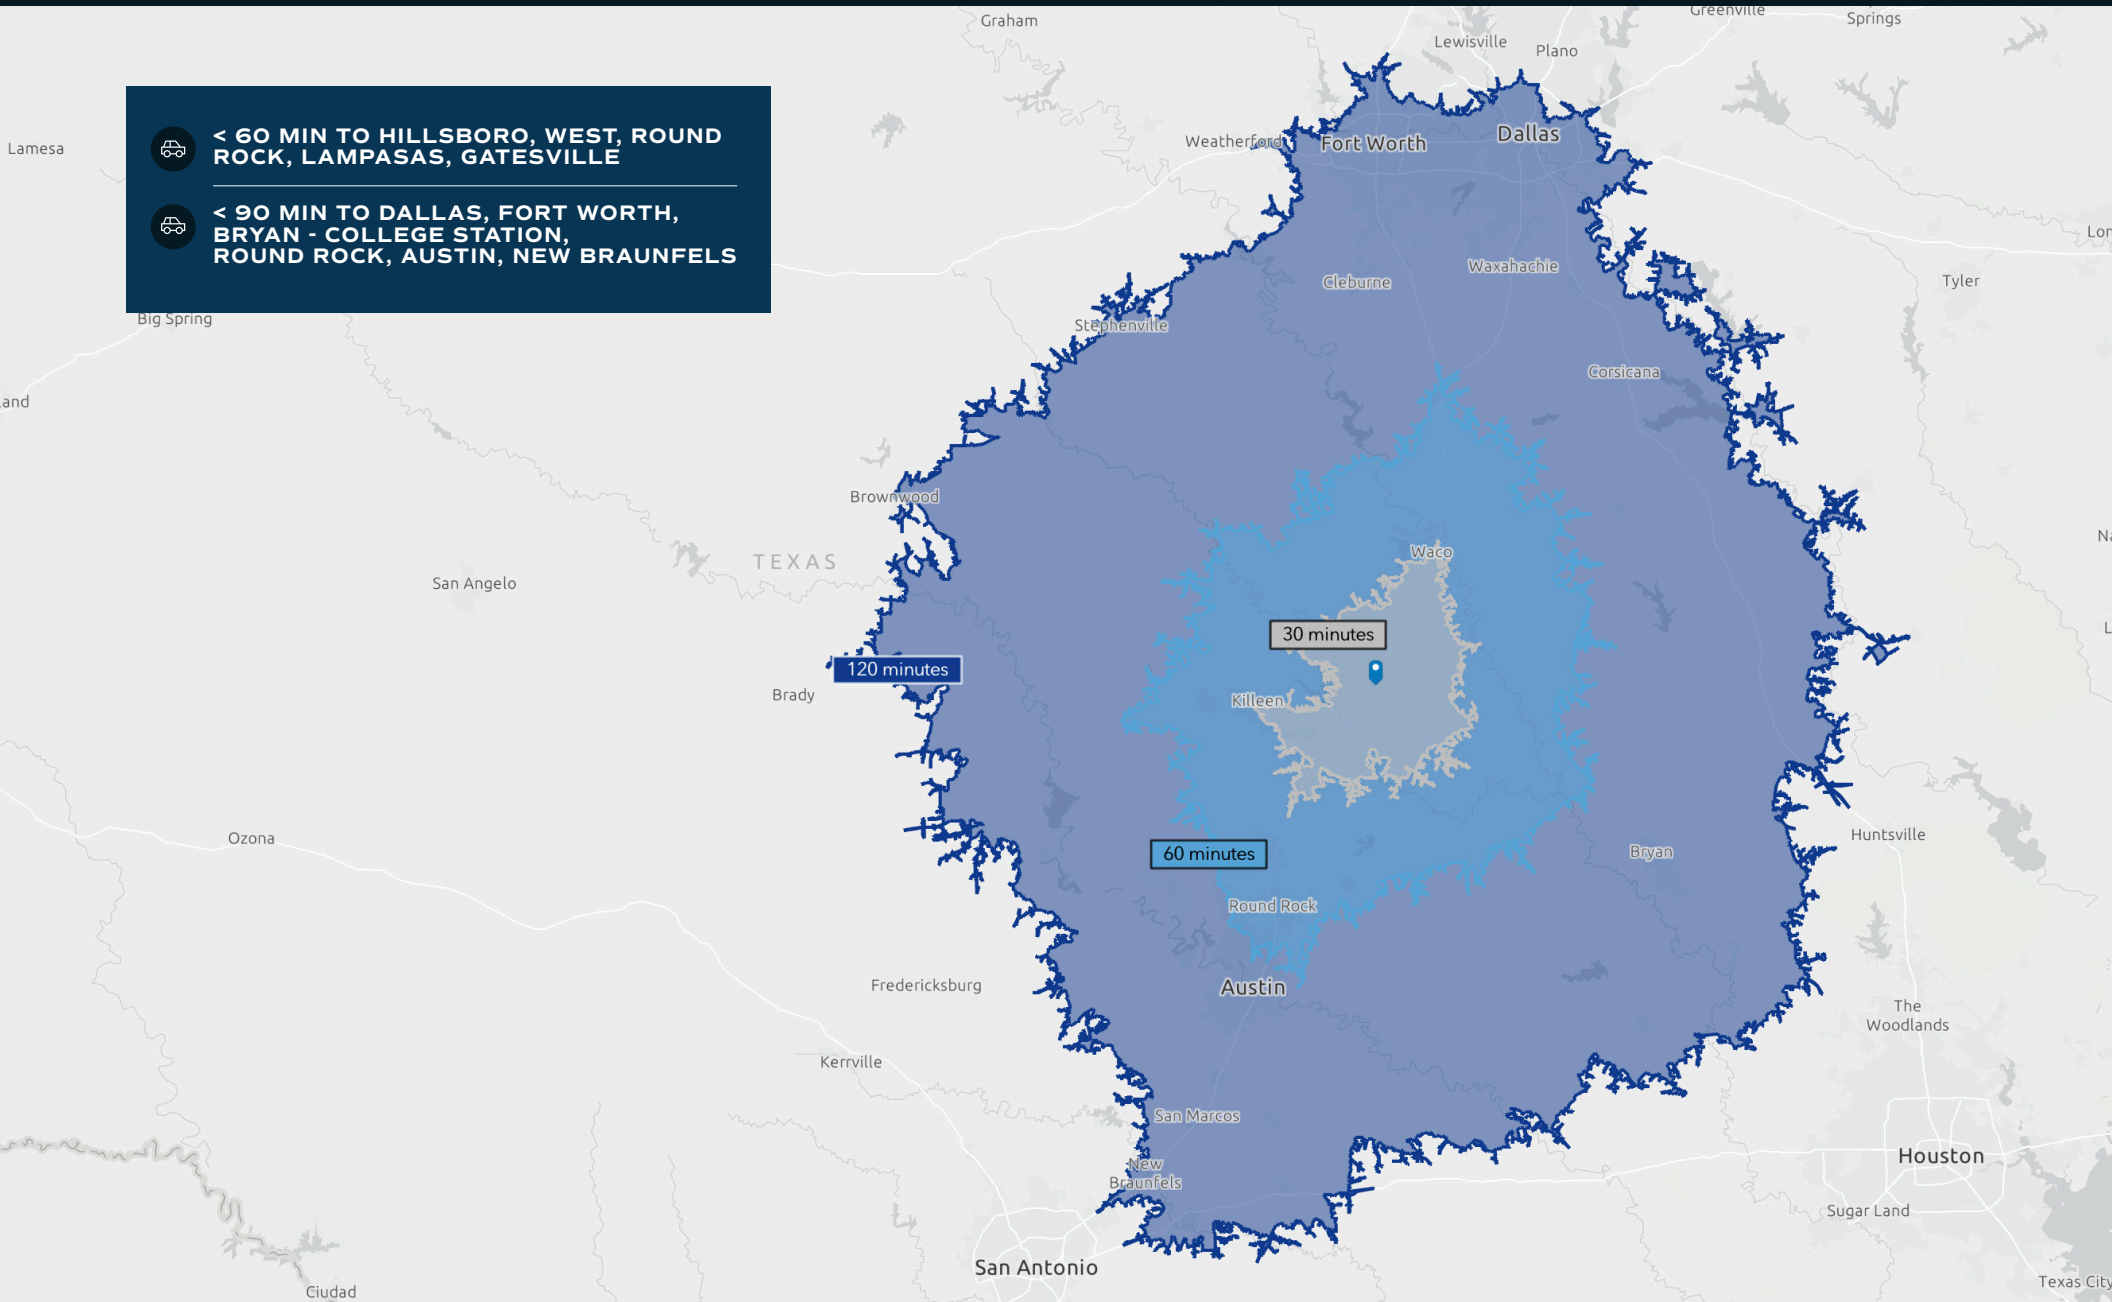 Graham
Greenville
Springs
Lewisville
Plano
< 60 MIN TO HILLSBORO, WEST, ROUND
ROCK, LAMPASAS, GATESVILLE
< 90 MIN TO DALLAS, FORT WORTH,
BRYAN - COLLEGE STATION,
ROUND ROCK, AUSTIN, NEW BRAUNFELS
Lamesa
Weatherford
Fort Worth
Dallas
Lon
Cleburne
Waxahachie
Tyler
Big Spring
Stephenville
Corsicana
and
Brownwood
TEXAS
Waco
Na
San Angelo
30 minutes
L
120 minutes
Brady
Killeen
Ozona
60 minutes
Bryan
Huntsville
Round Rock
Fredericksburg
Austin
The
Woodlands
Kerrville
San Marcos
New
Braunfels
Houston
Sugar Land
San Antonio
Ciudad
Texas City